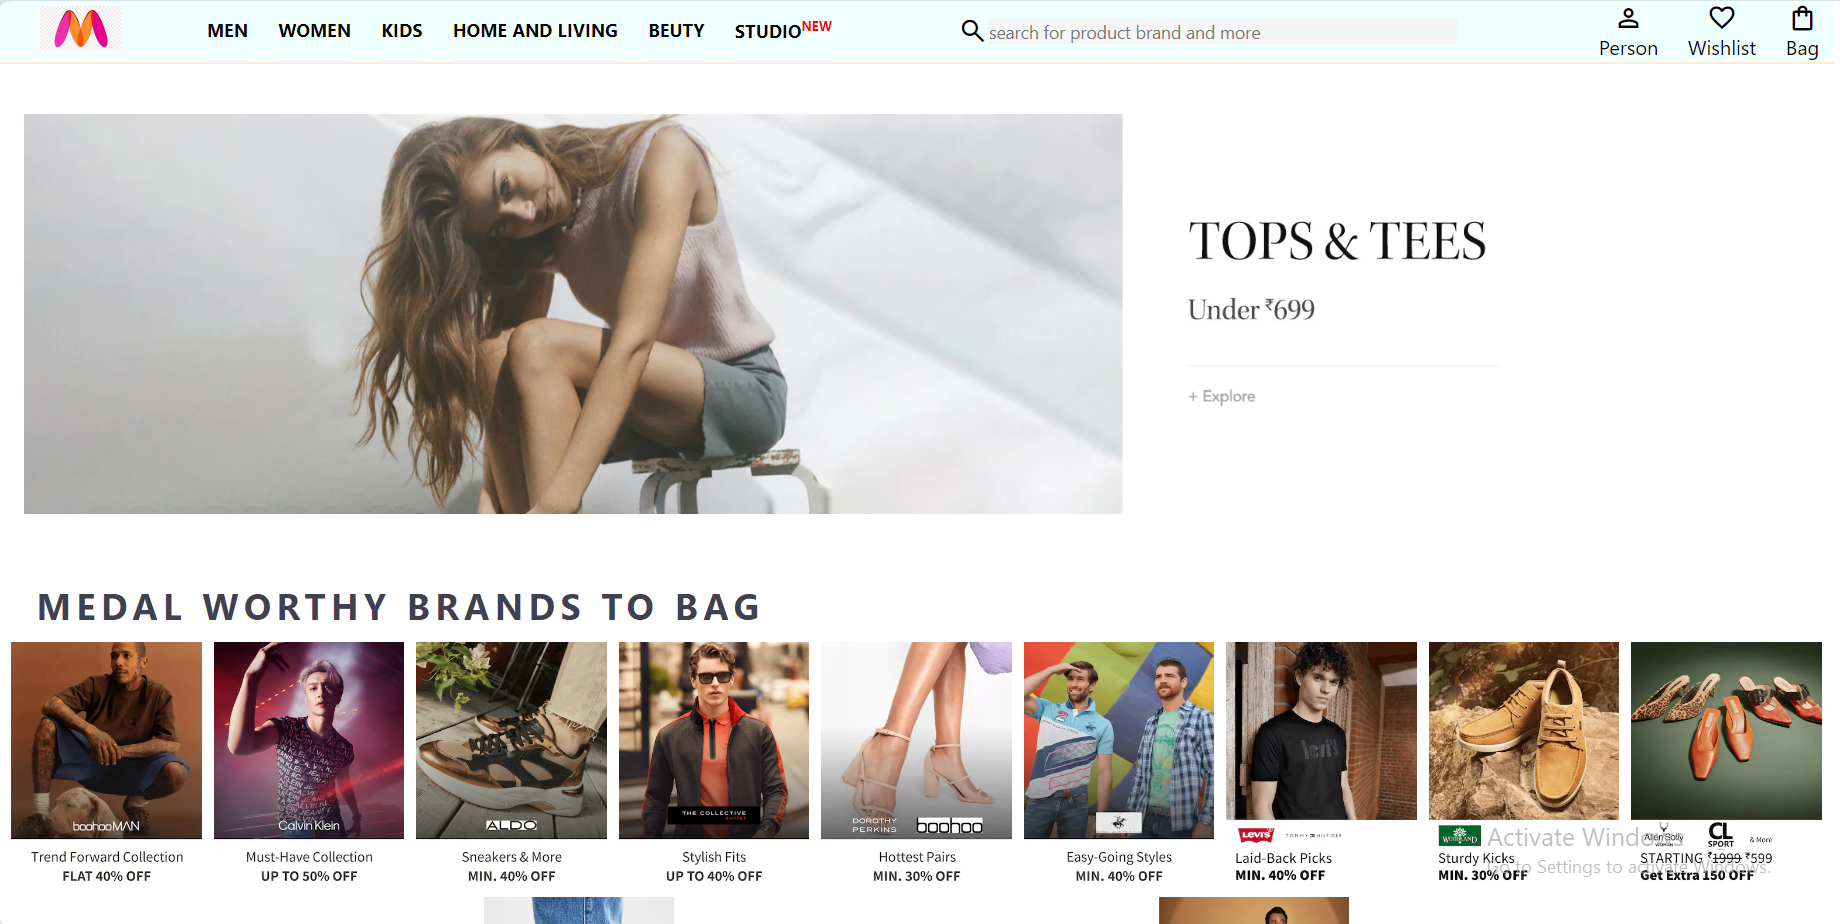 MEN WOMEN KIDS HOME AND LIVING BEUTY STUDIONEW
search for product brand and more
Person Wishlist Bag
TOPS & TEES
Under ₹699
+ Explore
MEDAL WORTHY BRANDS TO BAG
boohooMAN
Calvin Klein
ALDO
THE COLLECTIVE
outlet
DOROTHY
PERKINS
boohoo
levi's
LEVI'S
TOMMY HILFIGER
WOODLAND
Allen Solly
WOMEN
CL
SPORT
& More
Trend Forward Collection
FLAT 40% OFF
Must-Have Collection
UP TO 50% OFF
Sneakers & More
MIN. 40% OFF
Stylish Fits
UP TO 40% OFF
Hottest Pairs
MIN. 30% OFF
Easy-Going Styles
MIN. 40% OFF
Laid-Back Picks
MIN. 40% OFF
Sturdy Kicks
MIN. 30% OFF
STARTING ₹1999 ₹599
Get Extra 150 OFF
Activate Windows
Go to Settings to activate Windows.